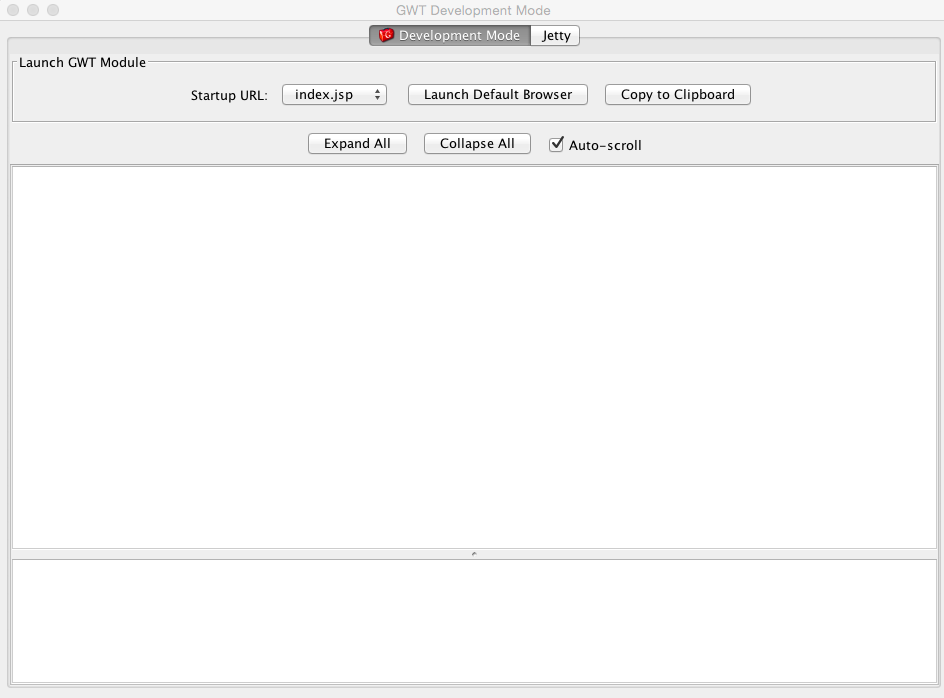 GWT Development Mode
Development Mode Jetty
Launch GWT Module
Startup URL: index.jsp Launch Default Browser Copy to Clipboard
Expand All Collapse All Auto-scroll